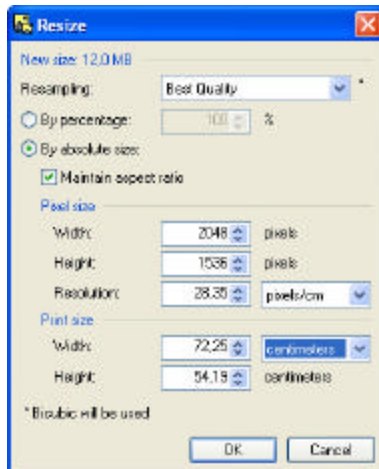 Resize
New size: 12,0 MB
Resampling: Best Quality *
By percentage: 100 %
By absolute size:
Maintain aspect ratio
Pixel size
Width: 2048 pixels
Height: 1536 pixels
Resolution: 28.35 pixels/cm
Print size
Width: 72,25 centimeters
Height: 54,19 centimeters
* Bicubic will be used
OK Cancel